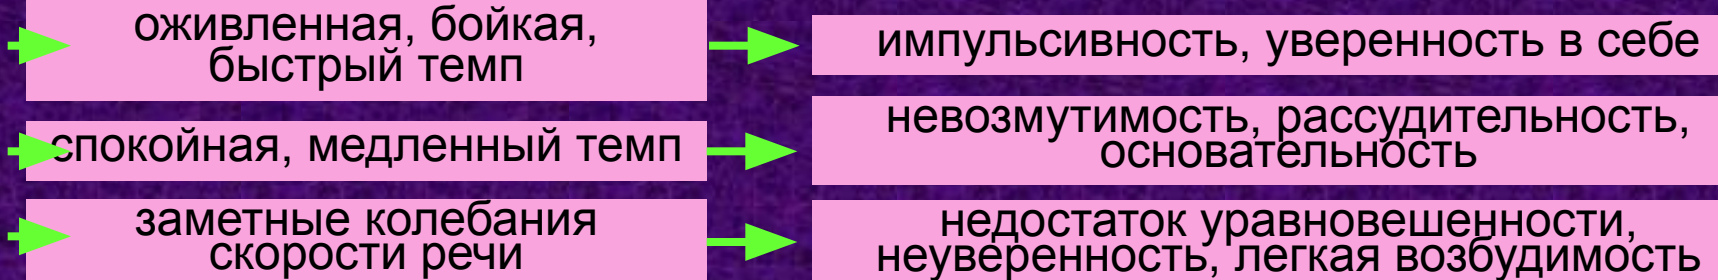 оживленная, бойкая,
быстрый темп
импульсивность, уверенность в себе
спокойная, медленный темп
невозмутимость, рассудительность,
основательность
заметные колебания
скорости речи
недостаток уравновешенности,
неуверенность, легкая возбудимость